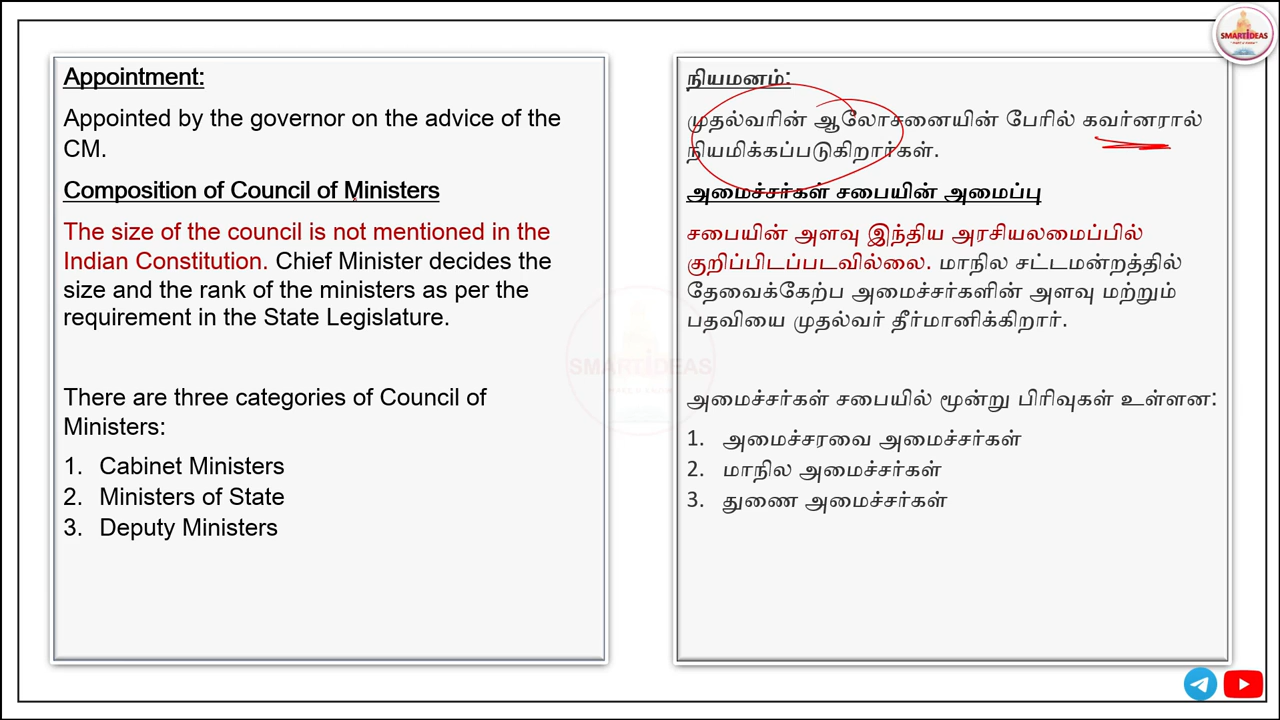 SMARTIDEAS
Appointment:
Appointed by the governor on the advice of the
CM.
Composition of Council of Ministers
The size of the council is not mentioned in the
Indian Constitution. Chief Minister decides the
size and the rank of the ministers as per the
requirement in the State Legislature.
There are three categories of Council of
Ministers:
1. Cabinet Ministers
2. Ministers of State
3. Deputy Ministers
நியமனம்:
முதல்வரின் ஆலோசனையின் பேரில் கவர்னரால்
நியமிக்கப்படுகிறார்கள்.
அமைச்சர்கள் சபையின் அமைப்பு
சபையின் அளவு இந்திய அரசியலமைப்பில்
குறிப்பிடப்படவில்லை. மாநில சட்டமன்றத்தில்
தேவைக்கேற்ப அமைச்சர்களின் அளவு மற்றும்
பதவியை முதல்வர் தீர்மானிக்கிறார்.
அமைச்சர்கள் சபையில் மூன்று பிரிவுகள் உள்ளன:
1. அமைச்சரவை அமைச்சர்கள்
2. மாநில அமைச்சர்கள்
3. துணை அமைச்சர்கள்
SMARTIDEAS